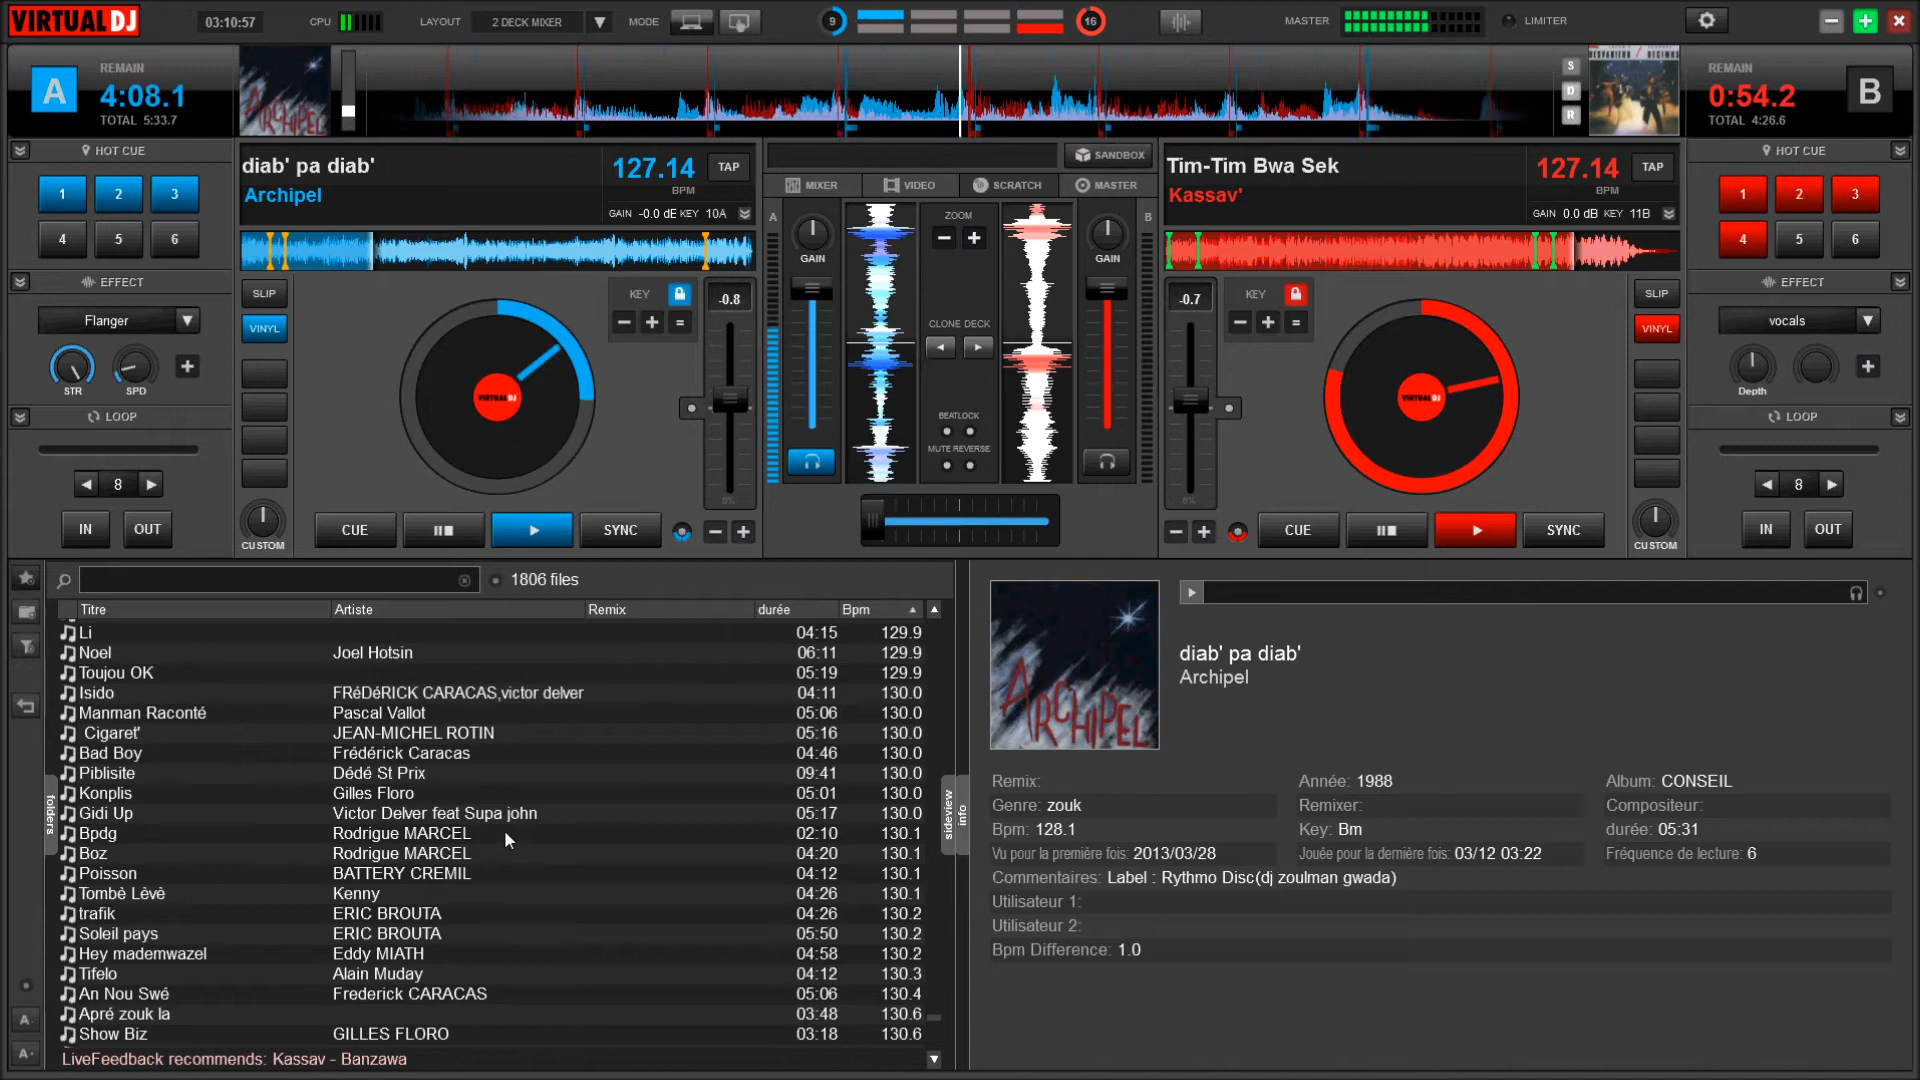 VIRTUAL DJ
03:10:57
CPU
LAYOUT
2 DECK MIXER
MODE
9
16
MASTER
LIMITER
A
REMAIN
4:08.1
TOTAL 5:33.7
ARCHIPEL
S
D
R
REMAIN
0:54.2
TOTAL 4:26.6
B
HOT CUE
1 2 3
4 5 6
diab' pa diab'
Archipel
127.14
BPM
TAP
GAIN -0.0 dE KEY 10A
SANDBOX
MIXER VIDEO SCRATCH MASTER
Tim-Tim Bwa Sek
Kassav'
127.14
BPM
TAP
GAIN 0.0 dB KEY 11B
HOT CUE
1 2 3
4 5 6
EFFECT
Flanger
STR SPD
LOOP
8
IN OUT
SLIP
VINYL
CUSTOM
KEY
-0.8
VIRTUAL DJ
0%
CUE
SYNC
A
GAIN
ZOOM
CLONE DECK
BEATLOCK
MUTE REVERSE
GAIN
B
-0.7
KEY
VIRTUAL DJ
0%
CUE
SYNC
SLIP
VINYL
CUSTOM
EFFECT
vocals
Depth
LOOP
8
IN OUT
1806 files
Titre Artiste Remix durée Bpm
Li 04:15 129.9
Noel Joel Hotsin 06:11 129.9
Toujou OK 05:19 129.9
Isido FRéDéRICK CARACAS,victor delver 04:11 130.0
Manman Raconté Pascal Vallot 05:06 130.0
Cigaret' JEAN-MICHEL ROTIN 05:16 130.0
Bad Boy Frédérick Caracas 04:46 130.0
Piblisite Dédé St Prix 09:41 130.0
Konplis Gilles Floro 05:01 130.0
Gidi Up Victor Delver feat Supa john 05:17 130.0
Bpdg Rodrigue MARCEL 02:10 130.1
Boz Rodrigue MARCEL 04:20 130.1
Poisson BATTERY CREMIL 04:12 130.1
Tombè Lèvè Kenny 04:26 130.1
trafik ERIC BROUTA 04:26 130.2
Soleil pays ERIC BROUTA 05:50 130.2
Hey mademwazel Eddy MIATH 04:58 130.2
Tifelo Alain Muday 04:12 130.3
An Nou Swé Frederick CARACAS 05:06 130.4
Apré zouk la 03:48 130.6
Show Biz GILLES FLORO 03:18 130.6
LiveFeedback recommends: Kassav - Banzawa
folders
sideview
info
ARCHIPEL
diab' pa diab'
Archipel
Remix: Année: 1988 Album: CONSEIL
Genre: zouk Remixer: Compositeur:
Bpm: 128.1 Key: Bm durée: 05:31
Vu pour la première fois: 2013/03/28 Jouée pour la dernière fois: 03/12 03:22 Fréquence de lecture: 6
Commentaires: Label : Rythmo Disc(dj zoulman gwada)
Utilisateur 1:
Utilisateur 2:
Bpm Difference: 1.0